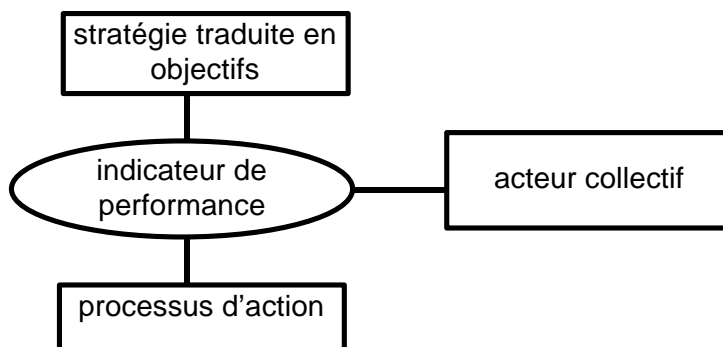 stratégie traduite en
objectifs
indicateur de
performance
acteur collectif
processus d’action